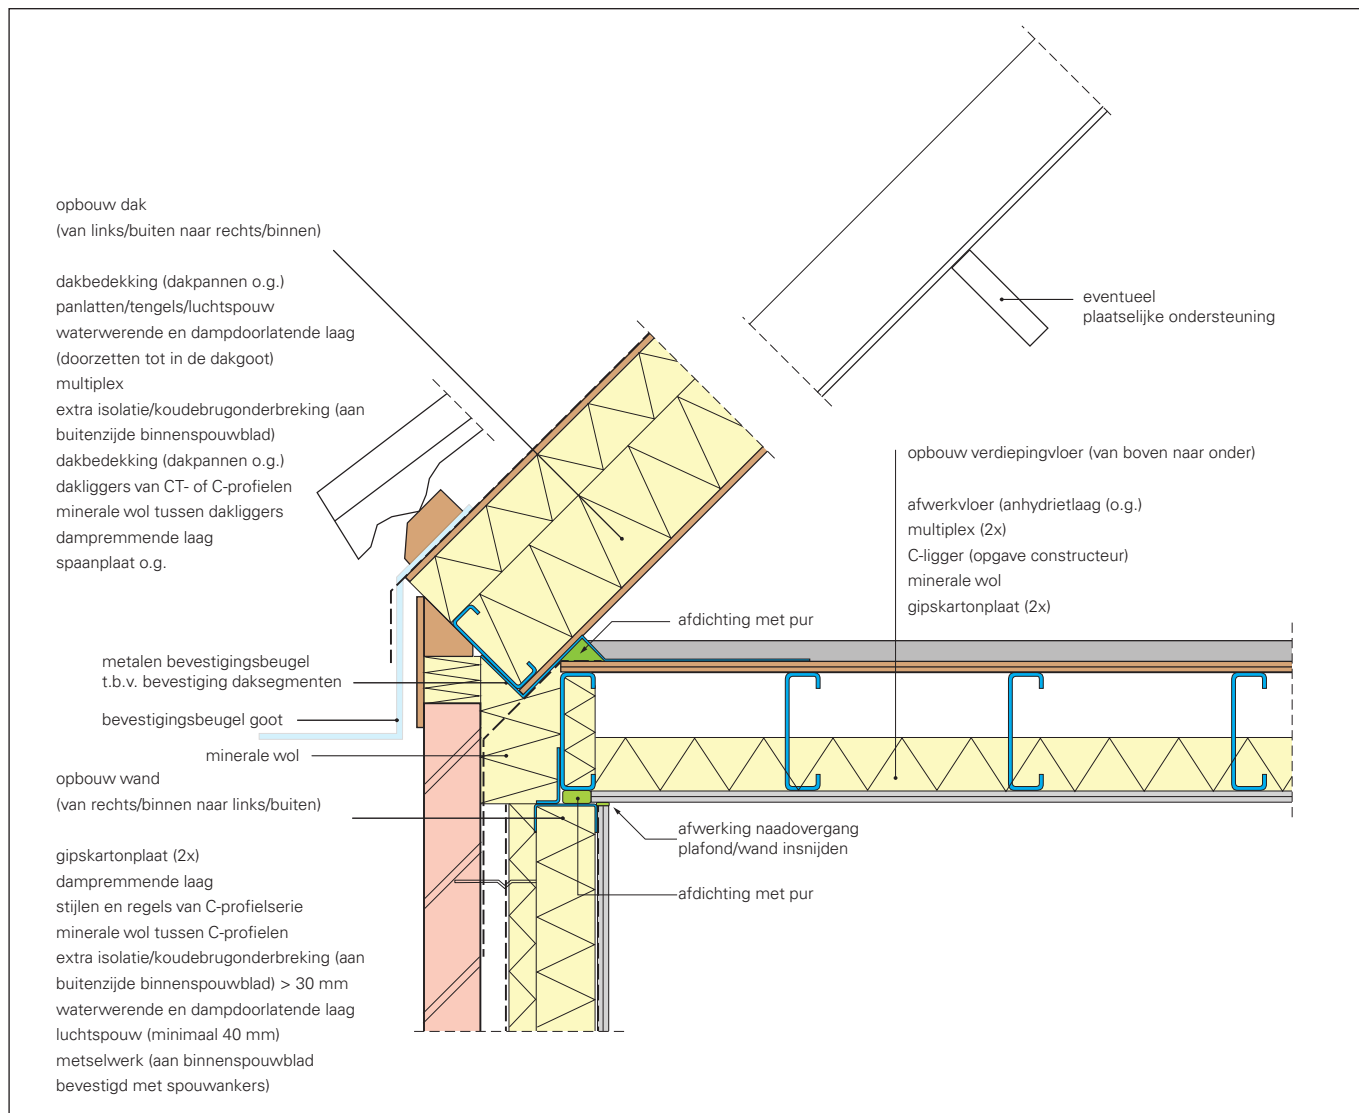 opbouw dak
(van links/buiten naar rechts/binnen)
dakbedekking (dakpannen o.g.)
panlatten/tengels/luchtspouw
waterwerende en dampdoorlatende laag
(doorzetten tot in de dakgoot)
multiplex
extra isolatie/koudebrugonderbreking (aan
buitenzijde binnenspouwblad)
dakbedekking (dakpannen o.g.)
dakliggers van CT- of C-profielen
minerale wol tussen dakliggers
dampremmende laag
spaanplaat o.g.
eventueel
plaatselijke ondersteuning
opbouw verdiepingvloer (van boven naar onder)
afwerkvloer (anhydrietlaag (o.g.)
multiplex (2x)
C-ligger (opgave constructeur)
minerale wol
gipskartonplaat (2x)
afdichting met pur
metalen bevestigingsbeugel
t.b.v. bevestiging daksegmenten
bevestigingsbeugel goot
minerale wol
opbouw wand
(van rechts/binnen naar links/buiten)
gipskartonplaat (2x)
dampremmende laag
stijlen en regels van C-profielserie
minerale wol tussen C-profielen
extra isolatie/koudebrugonderbreking (aan
buitenzijde binnenspouwblad) > 30 mm
waterwerende en dampdoorlatende laag
luchtspouw (minimaal 40 mm)
metselwerk (aan binnenspouwblad
bevestigd met spouwankers)
afwerking naadovergang
plafond/wand insnijden
afdichting met pur